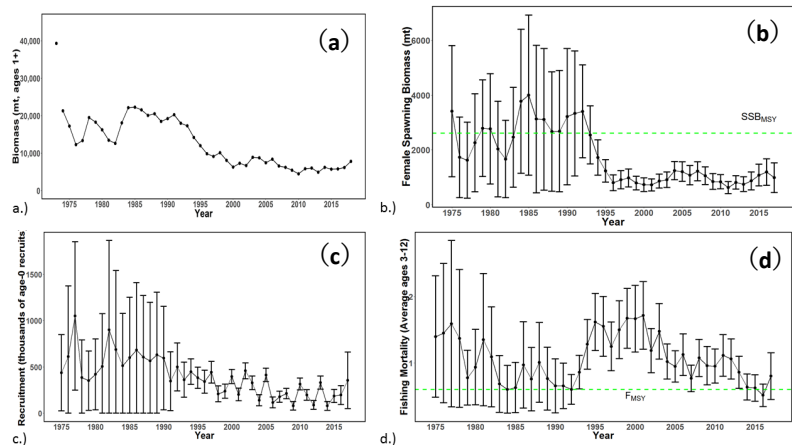 (a)
Biomass (mt, ages 1+)
40,000
30,000
20,000
10,000
0
1975 1980 1985 1990 1995 2000 2005 2010 2015
Year
a.)
(b)
Female Spawning Biomass (mt)
6000
4000
2000
0
SSBMSY
1975 1980 1985 1990 1995 2000 2005 2010 2015
Year
b.)
(c)
Recruitment (thousands of age-0 recruits
1500
1000
500
0
1975 1980 1985 1990 1995 2000 2005 2010 2015
Year
c.)
(d)
Fishing Mortality (Average ages 3-12)
2
1
0
FMSY
1975 1980 1985 1990 1995 2000 2005 2010 2015
Year
d.)